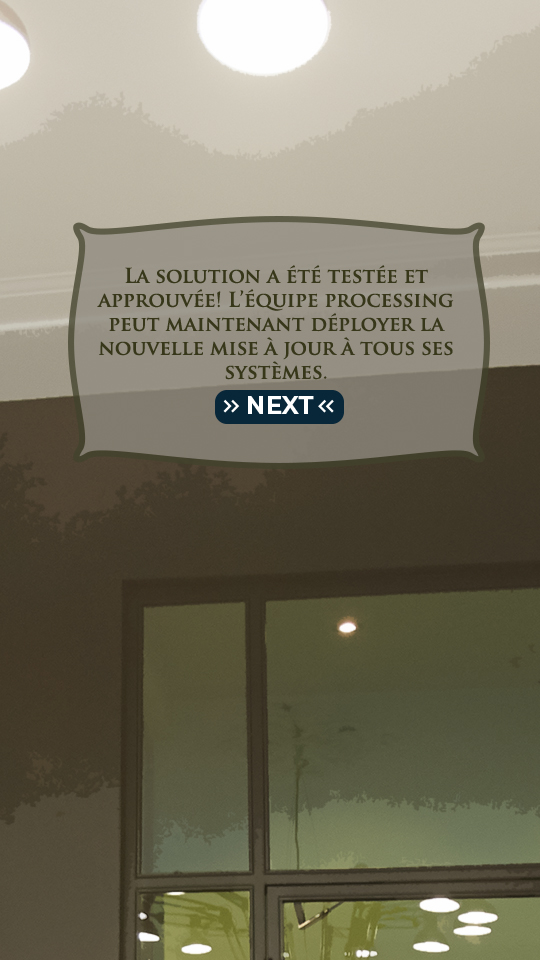 La solution a été testée et
approuvée! L'équipe processing
peut maintenant déployer la
nouvelle mise à jour à tous ses
systèmes.
>> NEXT <<